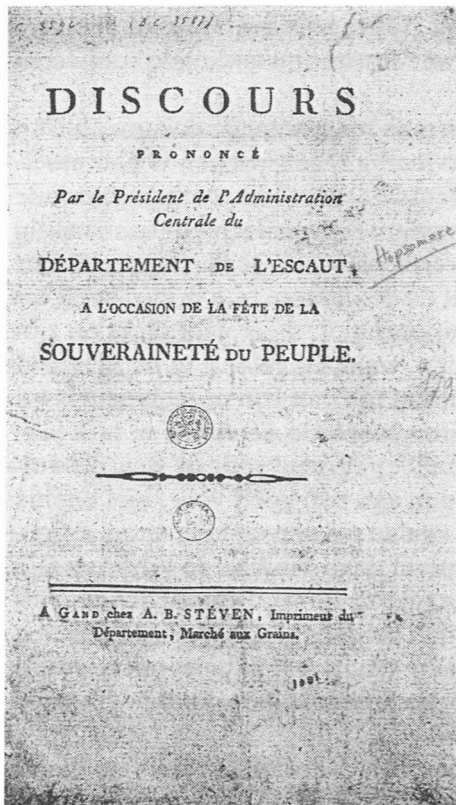 DISCOURS
PRONONCÉ
Par le Président de l'Administration
Centrale du
DÉPARTEMENT DE L'ESCAUT,
A L'OCCASION DE LA FÊTE DE LA
SOUVERAINETÉ DU PEUPLE.
A GAND chez A. B. STÉVEN, Imprimeur du
Département, Marché aux Grains.